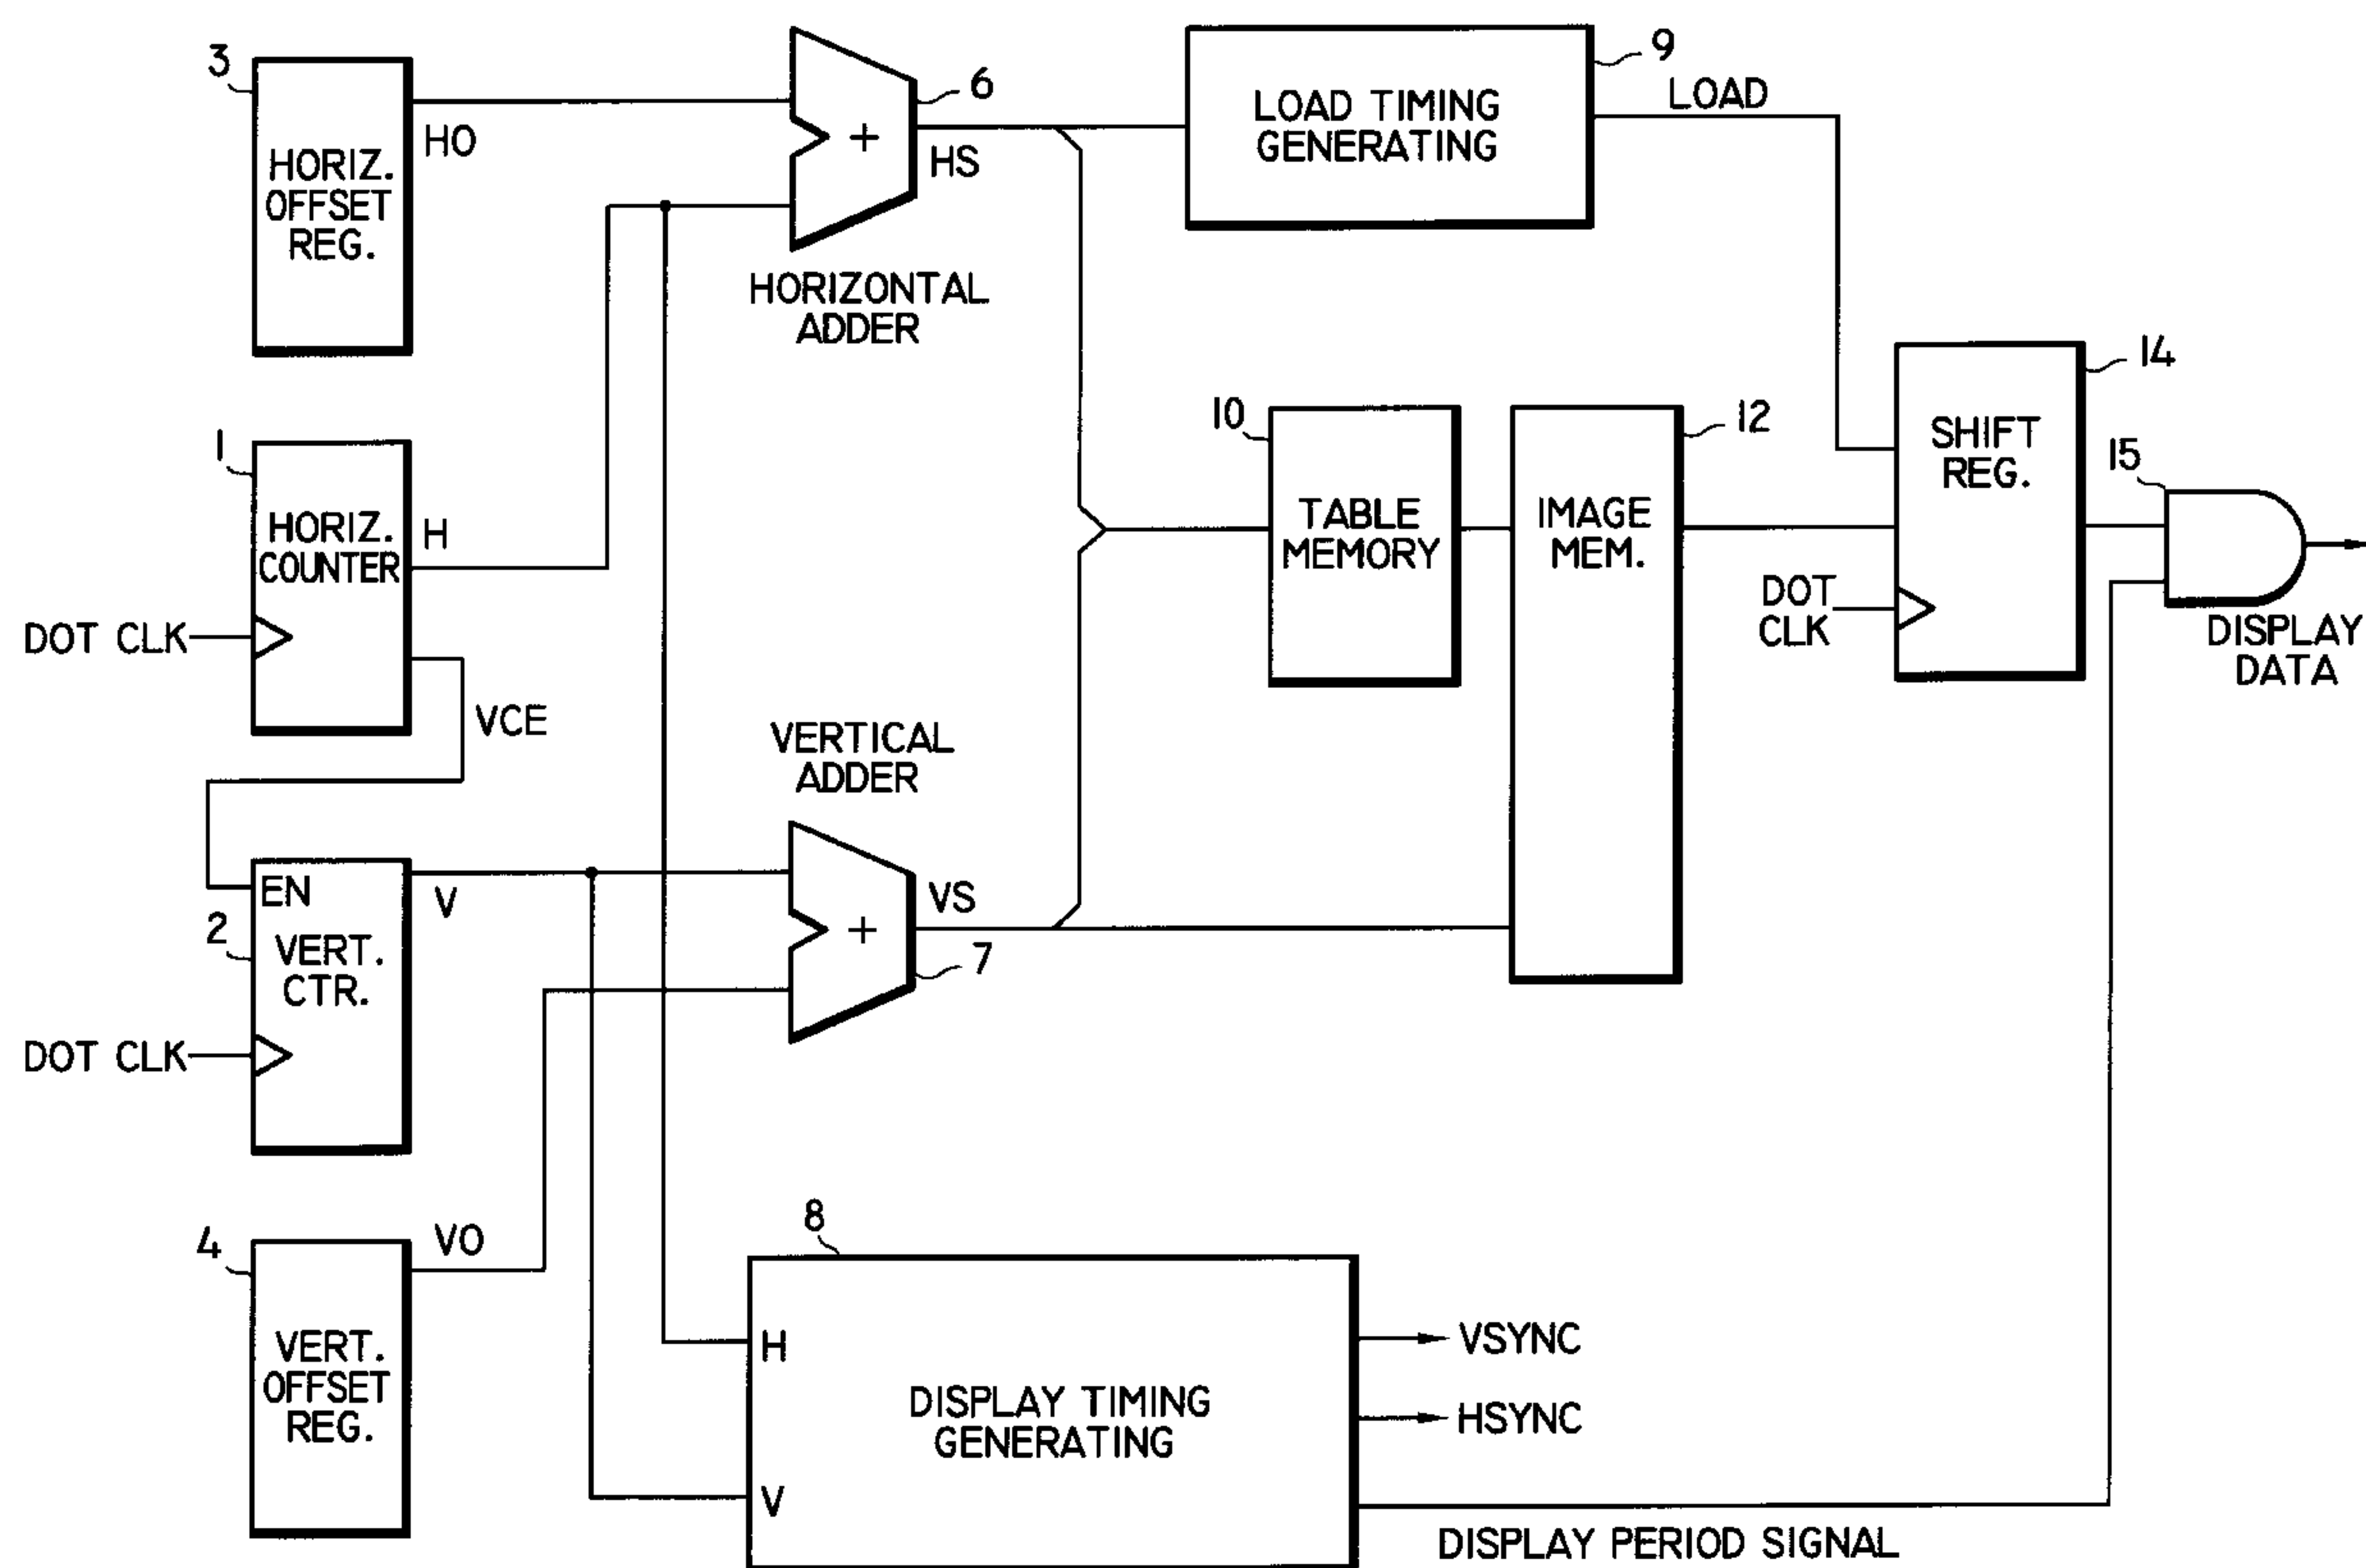 3
HORIZ.
OFFSET
REG.
HO
6
+
HS
HORIZONTAL
ADDER
LOAD TIMING
GENERATING
9
LOAD
1
HORIZ.
COUNTER
H
DOT CLK
VCE
10
TABLE
MEMORY
IMAGE
MEM.
12
SHIFT
REG.
14
DOT
CLK
15
DISPLAY
DATA
EN
2
VERT.
CTR.
V
DOT CLK
VERTICAL
ADDER
+
VS
7
4
VERT.
OFFSET
REG.
VO
8
H
V
DISPLAY TIMING
GENERATING
VSYNC
HSYNC
DISPLAY PERIOD SIGNAL